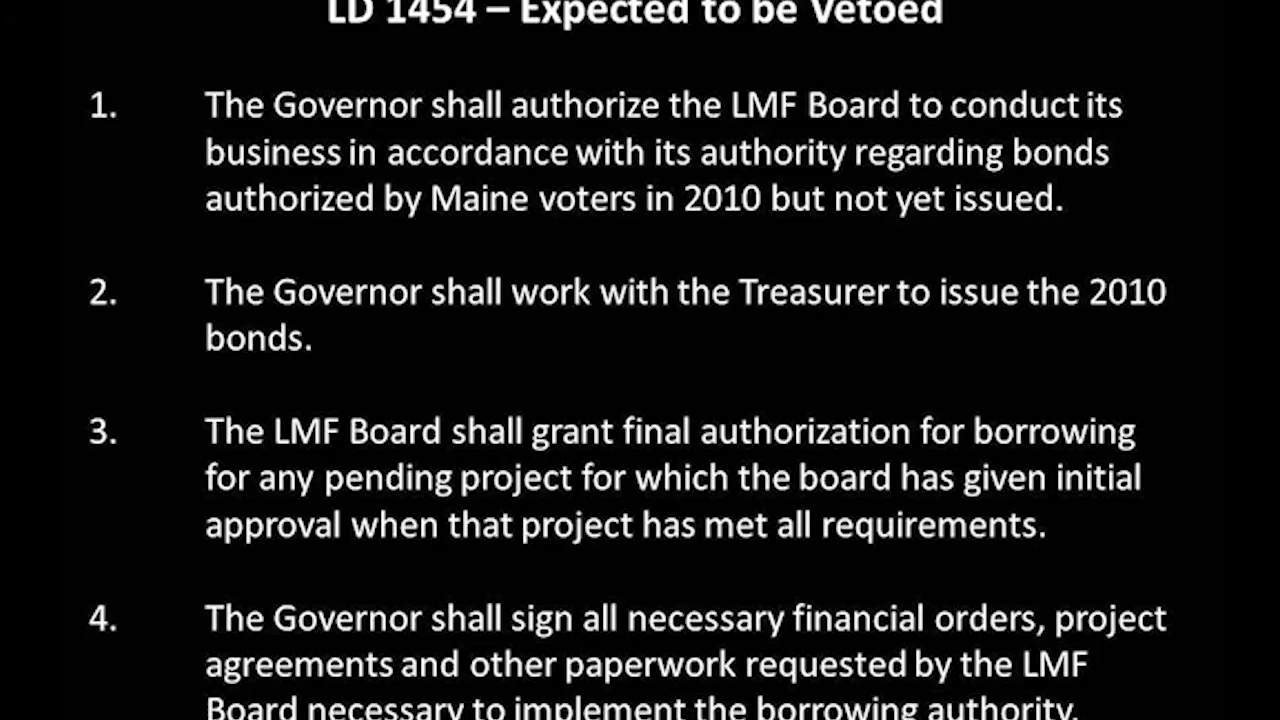 LD 1454 – Expected to be Vetoed
1. The Governor shall authorize the LMF Board to conduct its
business in accordance with its authority regarding bonds
authorized by Maine voters in 2010 but not yet issued.
2. The Governor shall work with the Treasurer to issue the 2010
bonds.
3. The LMF Board shall grant final authorization for borrowing
for any pending project for which the board has given initial
approval when that project has met all requirements.
4. The Governor shall sign all necessary financial orders, project
agreements and other paperwork requested by the LMF
Board necessary to implement the borrowing authority.